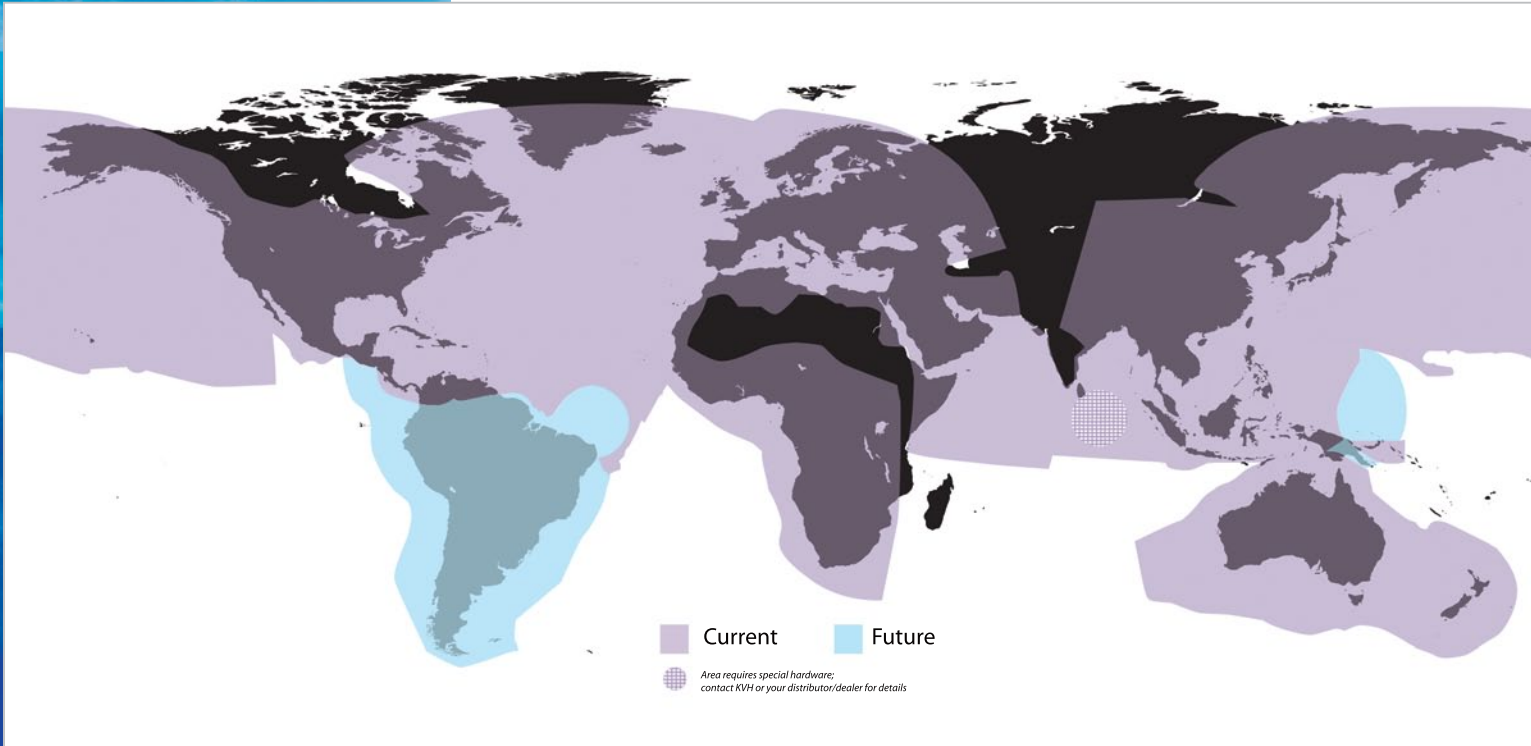 Current
Future
Area requires special hardware;
contact KVH or your distributor/dealer for details